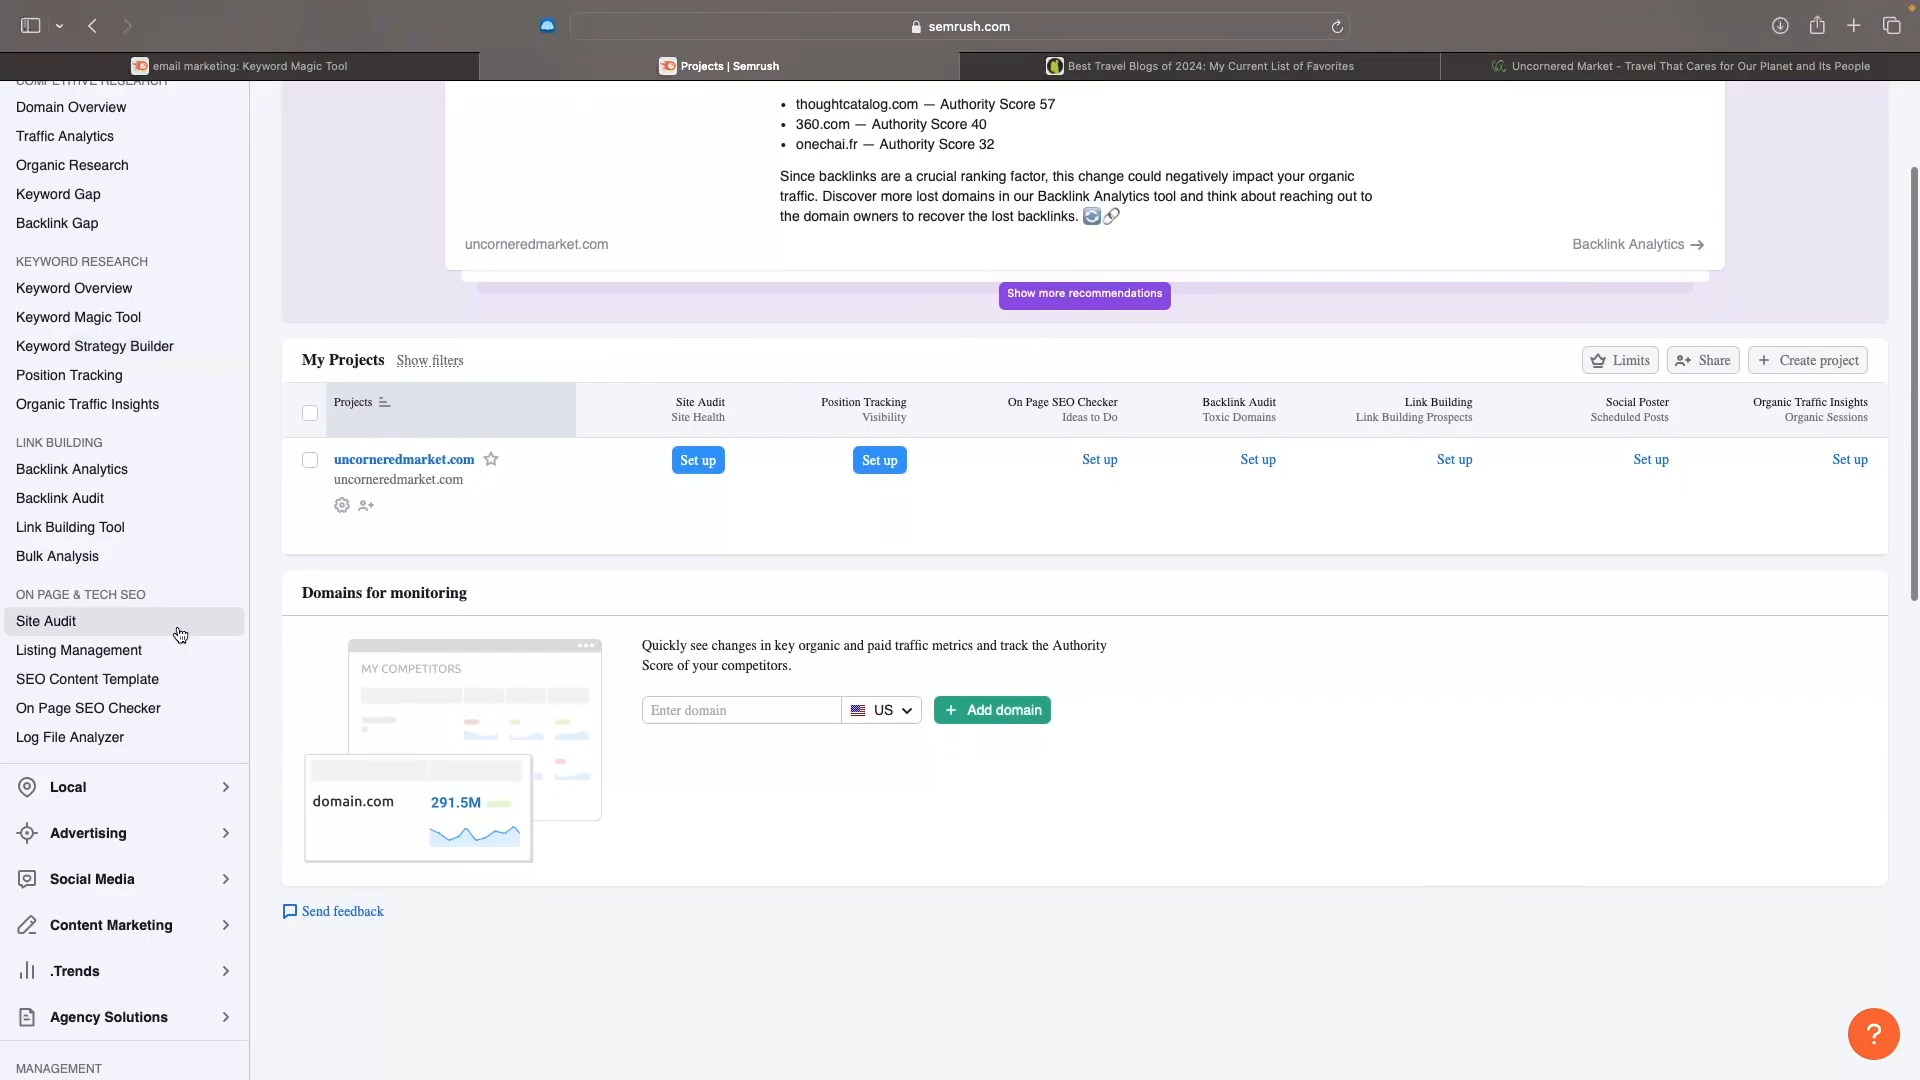 semrush.com
email marketing: Keyword Magic Tool
Projects | Semrush
Best Travel Blogs of 2024: My Current List of Favorites
Uncornered Market - Travel That Cares for Our Planet and Its People
COMPETITIVE RESEARCH
Domain Overview
Traffic Analytics
Organic Research
Keyword Gap
Backlink Gap
KEYWORD RESEARCH
Keyword Overview
Keyword Magic Tool
Keyword Strategy Builder
Position Tracking
Organic Traffic Insights
LINK BUILDING
Backlink Analytics
Backlink Audit
Link Building Tool
Bulk Analysis
ON PAGE & TECH SEO
Site Audit
Listing Management
SEO Content Template
On Page SEO Checker
Log File Analyzer
Local
Advertising
Social Media
Content Marketing
.Trends
Agency Solutions
MANAGEMENT
• thoughtcatalog.com — Authority Score 57
• 360.com — Authority Score 40
• onechai.fr — Authority Score 32
Since backlinks are a crucial ranking factor, this change could negatively impact your organic
traffic. Discover more lost domains in our Backlink Analytics tool and think about reaching out to
the domain owners to recover the lost backlinks.
uncorneredmarket.com
Backlink Analytics →
Show more recommendations
My Projects Show filters
Limits
Share
+ Create project
Projects
Site Audit
Site Health
Position Tracking
Visibility
On Page SEO Checker
Ideas to Do
Backlink Audit
Toxic Domains
Link Building
Link Building Prospects
Social Poster
Scheduled Posts
Organic Traffic Insights
Organic Sessions
uncorneredmarket.com
uncorneredmarket.com
Set up
Set up
Set up
Set up
Set up
Set up
Set up
Domains for monitoring
MY COMPETITORS
domain.com 291.5M
Quickly see changes in key organic and paid traffic metrics and track the Authority
Score of your competitors.
Enter domain
US
+ Add domain
Send feedback
?